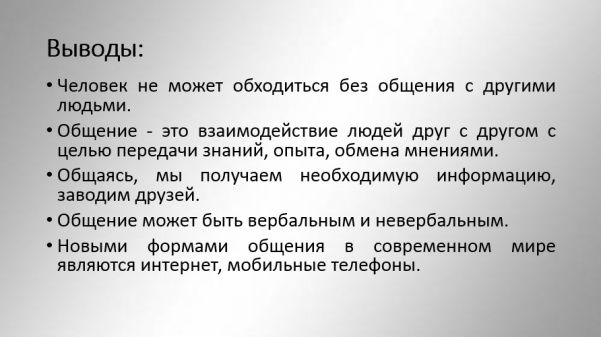 Выводы:
• Человек не может обходиться без общения с другими
людьми.
• Общение - это взаимодействие людей друг с другом с
целью передачи знаний, опыта, обмена мнениями.
• Общаясь, мы получаем необходимую информацию,
заводим друзей.
• Общение может быть вербальным и невербальным.
• Новыми формами общения в современном мире
являются интернет, мобильные телефоны.